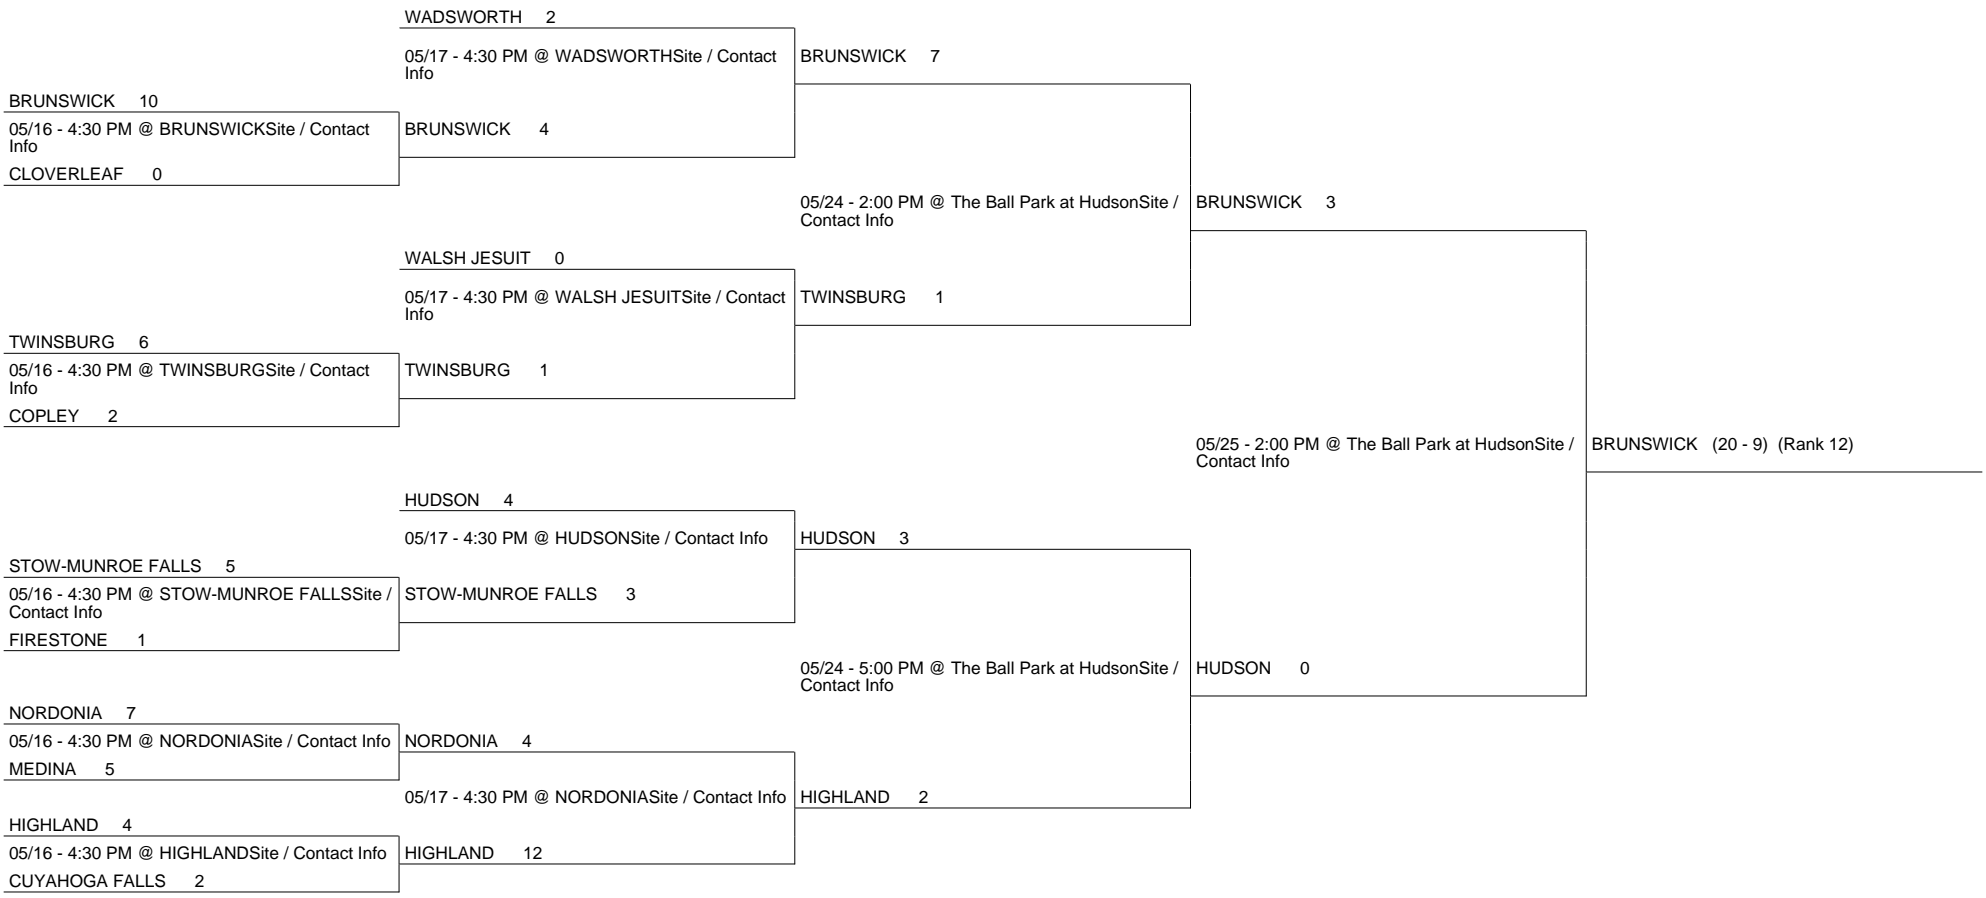 WADSWORTH 2
05/17 - 4:30 PM @ WADSWORTHSite / Contact
Info
BRUNSWICK 7
BRUNSWICK 10
05/16 - 4:30 PM @ BRUNSWICKSite / Contact
Info
BRUNSWICK 4
CLOVERLEAF 0
05/24 - 2:00 PM @ The Ball Park at HudsonSite /
Contact Info
BRUNSWICK 3
WALSH JESUIT 0
05/17 - 4:30 PM @ WALSH JESUITSite / Contact
Info
TWINSBURG 1
TWINSBURG 6
05/16 - 4:30 PM @ TWINSBURGSite / Contact
Info
TWINSBURG 1
COPLEY 2
05/25 - 2:00 PM @ The Ball Park at HudsonSite /
Contact Info
BRUNSWICK (20 - 9) (Rank 12)
HUDSON 4
05/17 - 4:30 PM @ HUDSONSite / Contact Info
HUDSON 3
STOW-MUNROE FALLS 5
05/16 - 4:30 PM @ STOW-MUNROE FALLSSite /
Contact Info
STOW-MUNROE FALLS 3
FIRESTONE 1
05/24 - 5:00 PM @ The Ball Park at HudsonSite /
Contact Info
HUDSON 0
NORDONIA 7
05/16 - 4:30 PM @ NORDONIASite / Contact Info
NORDONIA 4
MEDINA 5
05/17 - 4:30 PM @ NORDONIASite / Contact Info
HIGHLAND 2
HIGHLAND 4
05/16 - 4:30 PM @ HIGHLANDSite / Contact Info
HIGHLAND 12
CUYAHOGA FALLS 2